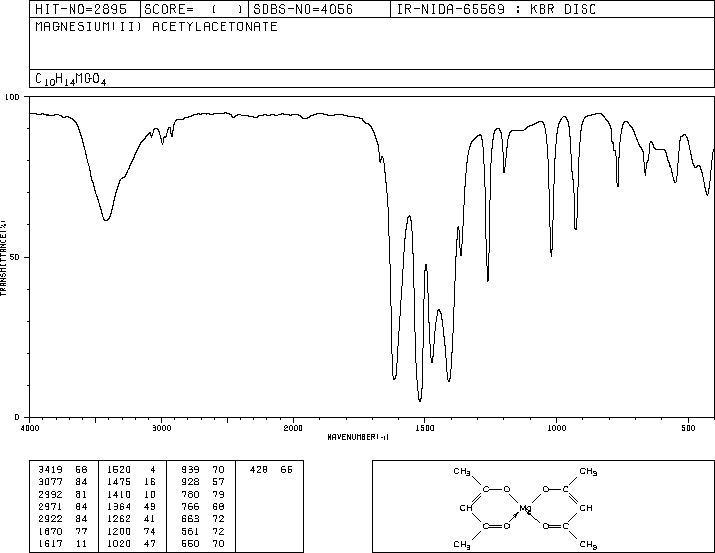 HIT-NO=2895 SCORE= ( ) SDBS-NO=4056 IR-NIDA-65569 : KBR DISC
MAGNESIUM(II) ACETYLACETONATE
C10H14MGO4
100
50
0
TRANSMITTANCE(%)
4000 3000 2000 1500 1000 500
WAVENUMBER(-1)
3419 1520 4 939 70 428 66
3077 84 1475 16 928 57
2992 81 1410 10 780 79
2971 84 1364 49 766 68
2922 84 1262 41 663 72
1670 77 1200 74 561 72
1617 11 1020 47 550 70
CH3 CH3
C O O C
CH Mg CH
C O O C
CH3 CH3